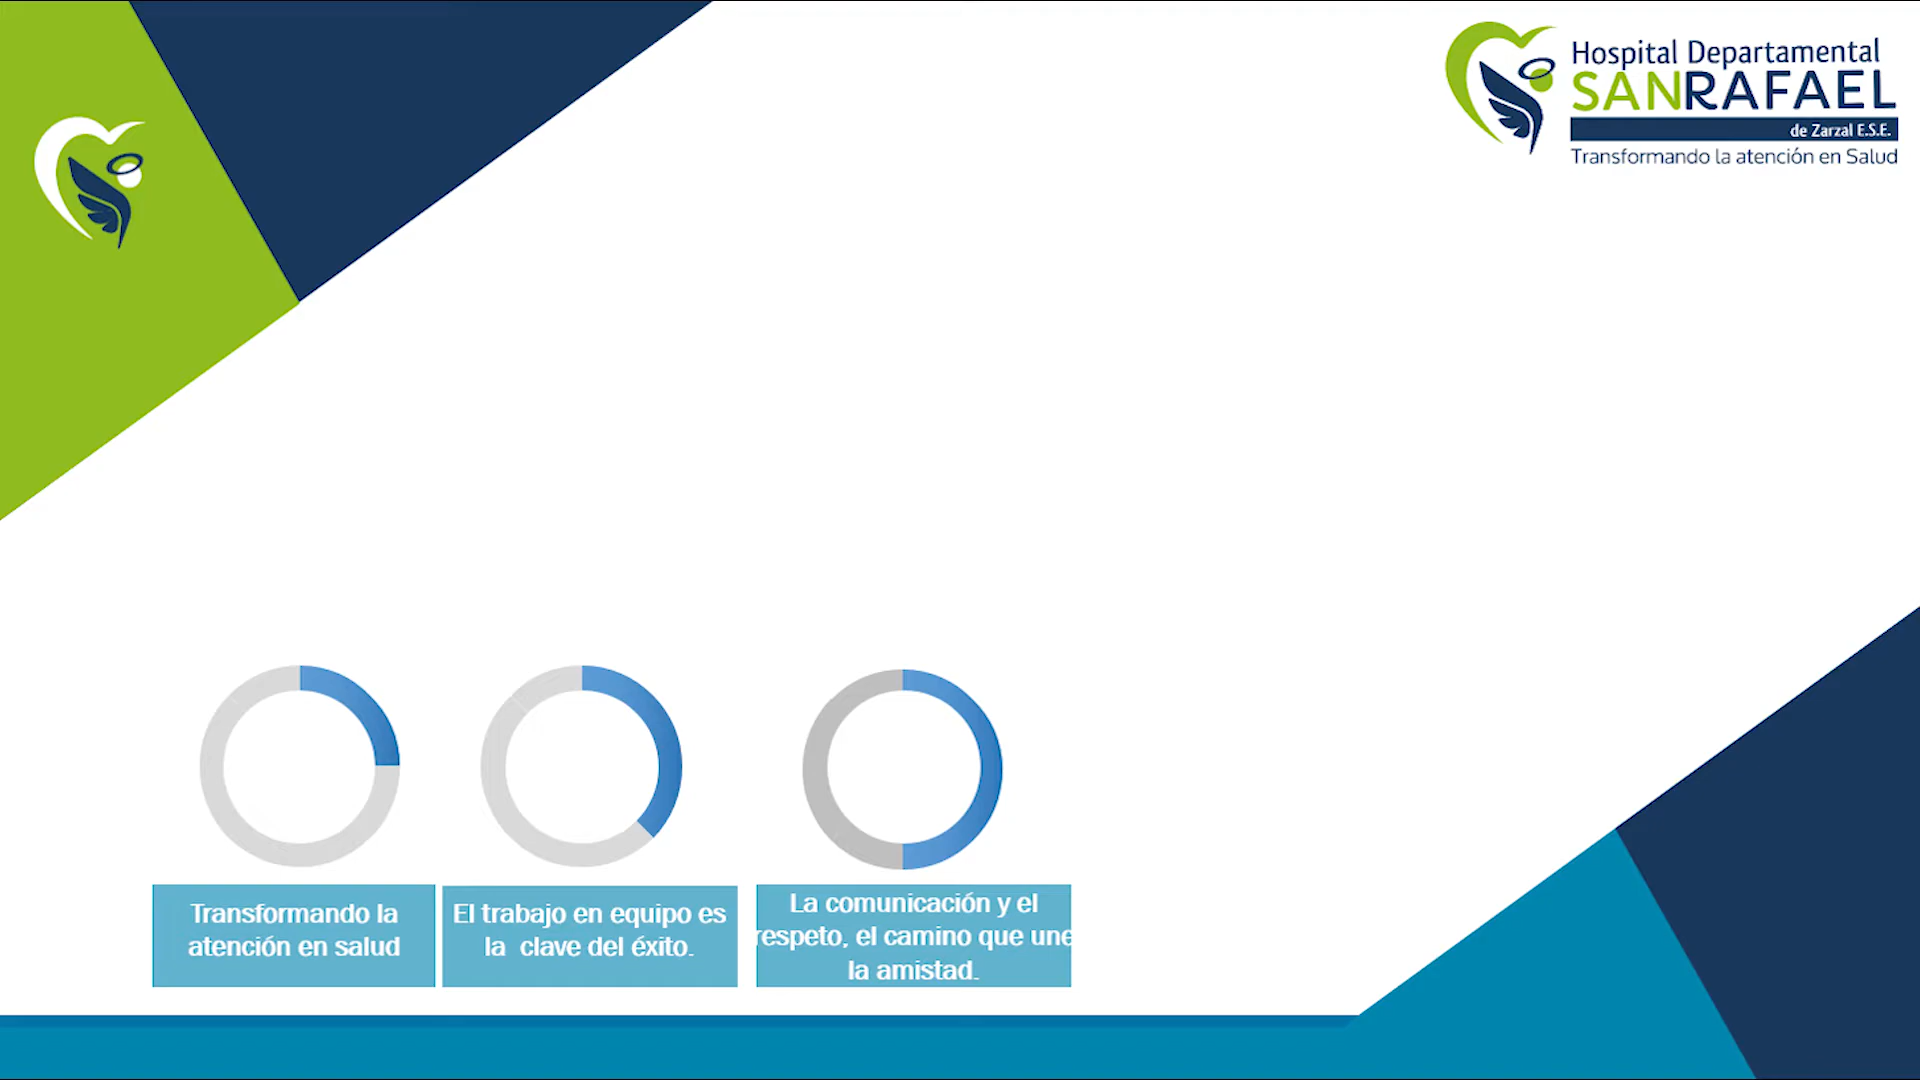 Hospital Departamental
SANRAFAEL
de Zarzal E.S.E.
Transformando la atención en Salud
Transformando la
atención en salud
El trabajo en equipo es
la clave del éxito.
La comunicación y el
respeto, el camino que une
la amistad.